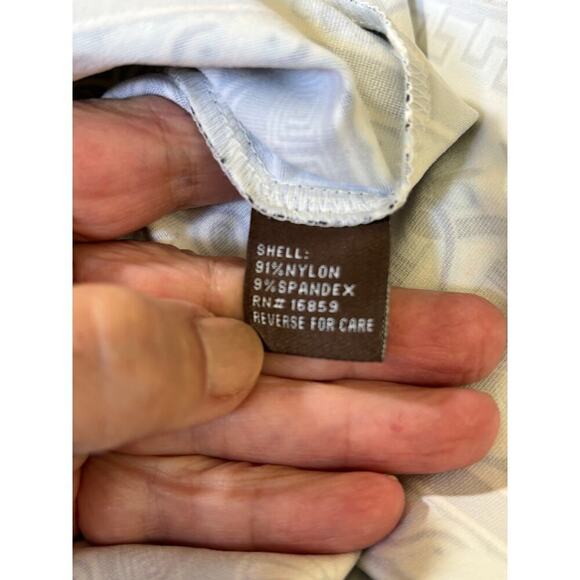 SHELL:
91%NYLON
9%SPANDEX
RN# 16859
REVERSE FOR CARE